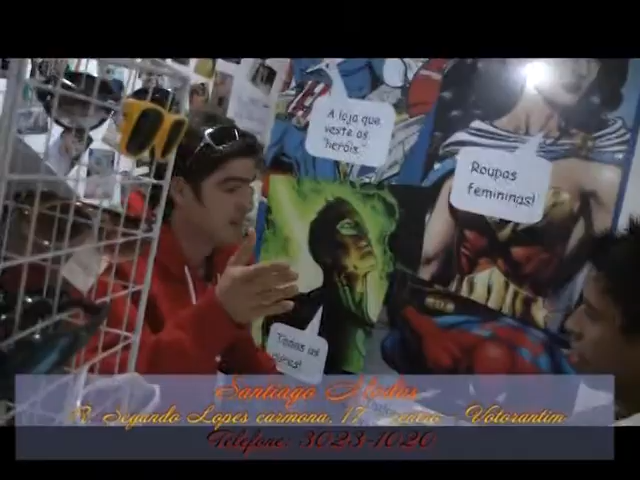 A loja que
veste os
"heróis".
Roupas
femininas!
Todas as
Santiago Modas
R. Segundo Lopes carmona, 17 centro - Votorantim
Telefone: 3023-1020